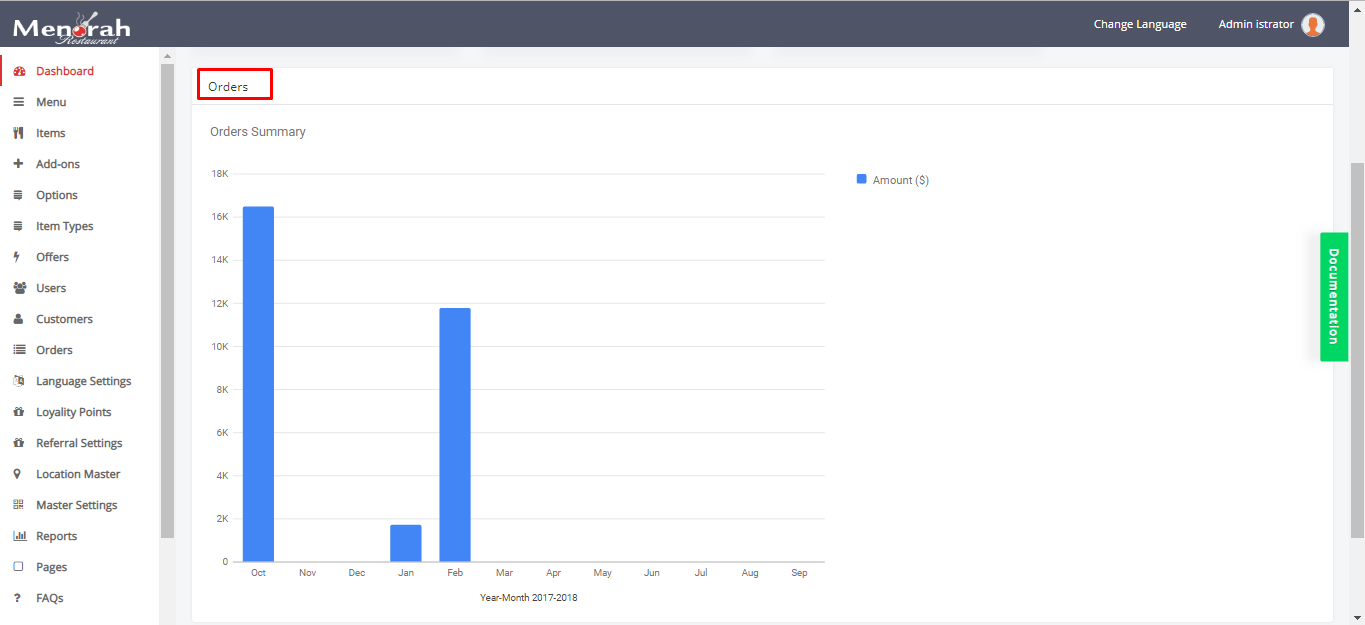 Menorah
Restaurant
Change Language
Admin istrator
Dashboard
Menu
Items
Add-ons
Options
Item Types
Offers
Users
Customers
Orders
Language Settings
Loyality Points
Referral Settings
Location Master
Master Settings
Reports
Pages
? FAQs
Orders
Orders Summary
18K
16K
14K
12K
10K
8K
6K
4K
2K
0
Oct Nov Dec Jan Feb Mar Apr May Jun Jul Aug Sep
Year-Month 2017-2018
Amount ($)
Documentation